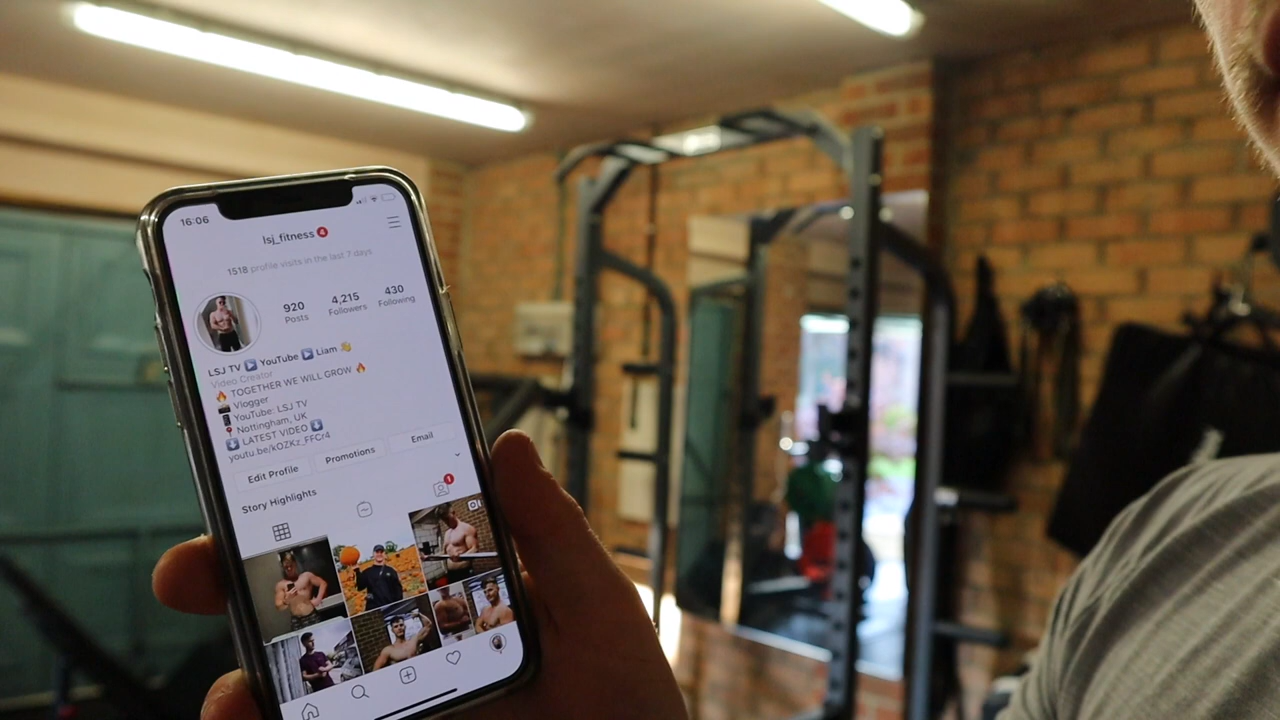 16:06
lsj_fitness 4
1518 profile visits in the last 7 days
920 4,215 430
Posts Followers Following
LSJ TV ▶️ YouTube ▶️ Liam 👋
Video Creator
🔥 TOGETHER WE WILL GROW 🔥
Vlogger
YouTube: LSJ TV
📍 Nottingham, UK
⬇️ LATEST VIDEO ⬇️
youtu.be/kOZKz_FFCr4
Edit Profile Promotions Email
Story Highlights
1